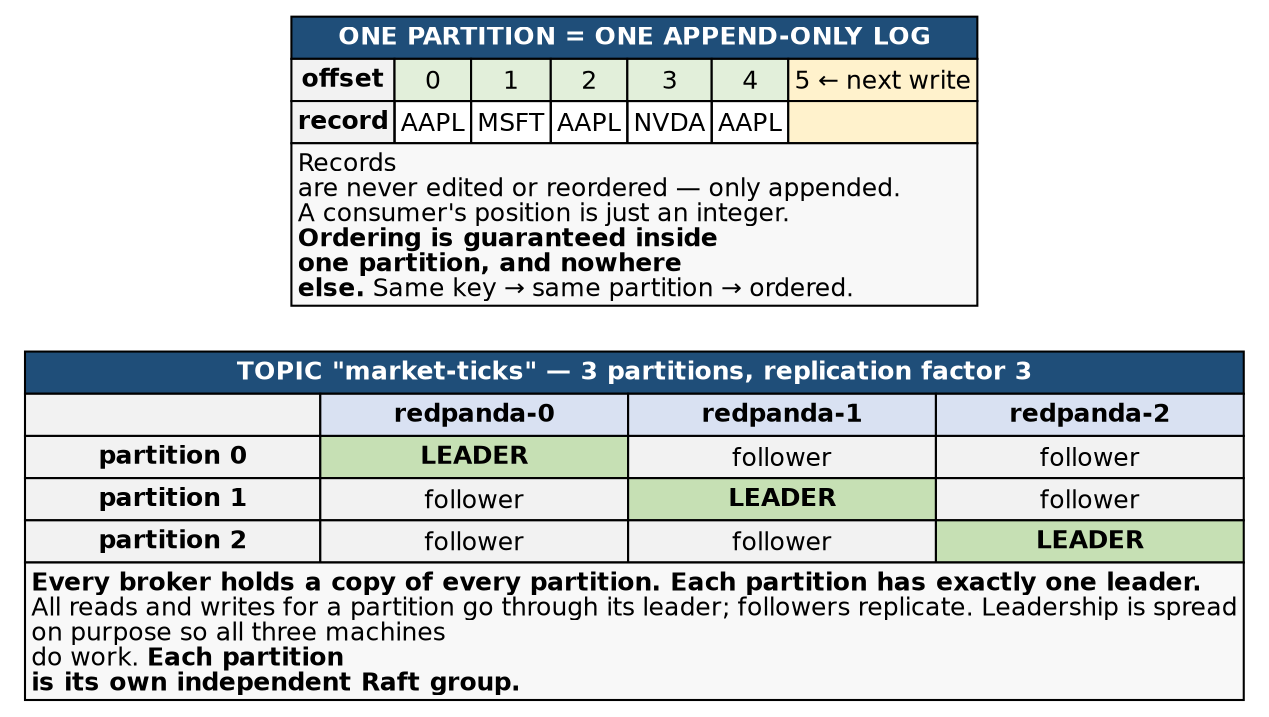 ONE PARTITION = ONE APPEND-ONLY LOG
offset 0 1 2 3 4 5 ← next write
record AAPL MSFT AAPL NVDA AAPL
Records
are never edited or reordered — only appended.
A consumer's position is just an integer.
Ordering is guaranteed inside
one partition, and nowhere
else. Same key → same partition → ordered.
TOPIC "market-ticks" — 3 partitions, replication factor 3
redpanda-0 redpanda-1 redpanda-2
partition 0 LEADER follower follower
partition 1 follower LEADER follower
partition 2 follower follower LEADER
Every broker holds a copy of every partition. Each partition has exactly one leader.
All reads and writes for a partition go through its leader; followers replicate. Leadership is spread
on purpose so all three machines
do work. Each partition
is its own independent Raft group.